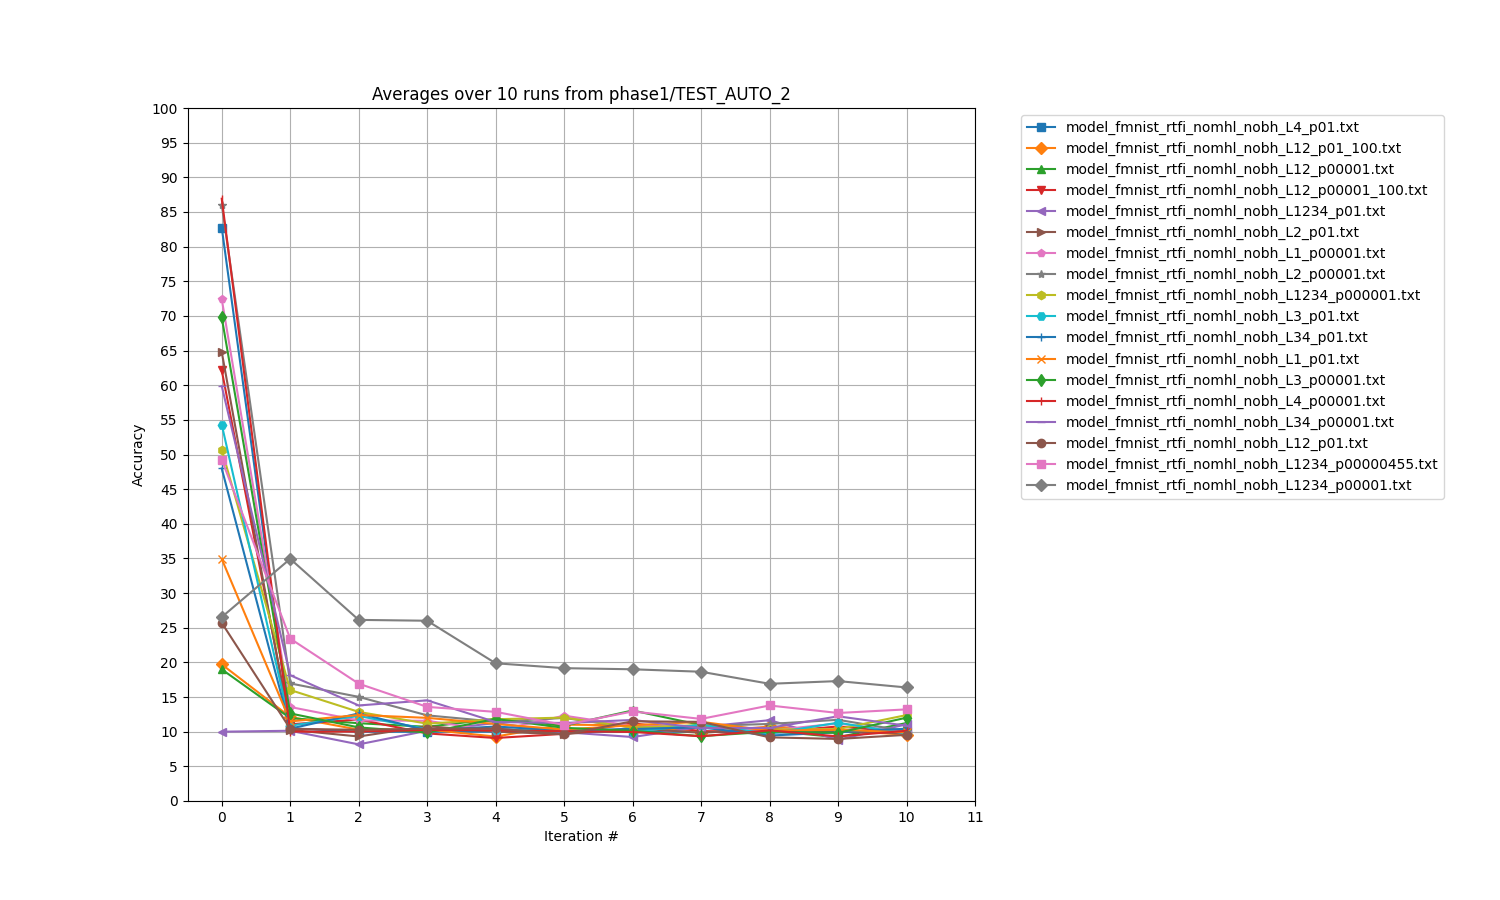 Averages over 10 runs from phase1/TEST_AUTO_2
100
95
90
85
80
75
70
65
60
55
50
45
40
35
30
25
20
15
10
5
0
Accuracy
0 1 2 3 4 5 6 7 8 9 10 11
Iteration #
model_fmnist_rtfi_nomhl_nobh_L4_p01.txt
model_fmnist_rtfi_nomhl_nobh_L12_p01_100.txt
model_fmnist_rtfi_nomhl_nobh_L12_p00001.txt
model_fmnist_rtfi_nomhl_nobh_L12_p00001_100.txt
model_fmnist_rtfi_nomhl_nobh_L1234_p01.txt
model_fmnist_rtfi_nomhl_nobh_L2_p01.txt
model_fmnist_rtfi_nomhl_nobh_L1_p00001.txt
model_fmnist_rtfi_nomhl_nobh_L2_p00001.txt
model_fmnist_rtfi_nomhl_nobh_L1234_p000001.txt
model_fmnist_rtfi_nomhl_nobh_L3_p01.txt
model_fmnist_rtfi_nomhl_nobh_L34_p01.txt
model_fmnist_rtfi_nomhl_nobh_L1_p01.txt
model_fmnist_rtfi_nomhl_nobh_L3_p00001.txt
model_fmnist_rtfi_nomhl_nobh_L4_p00001.txt
model_fmnist_rtfi_nomhl_nobh_L34_p00001.txt
model_fmnist_rtfi_nomhl_nobh_L12_p01.txt
model_fmnist_rtfi_nomhl_nobh_L1234_p00000455.txt
model_fmnist_rtfi_nomhl_nobh_L1234_p00001.txt